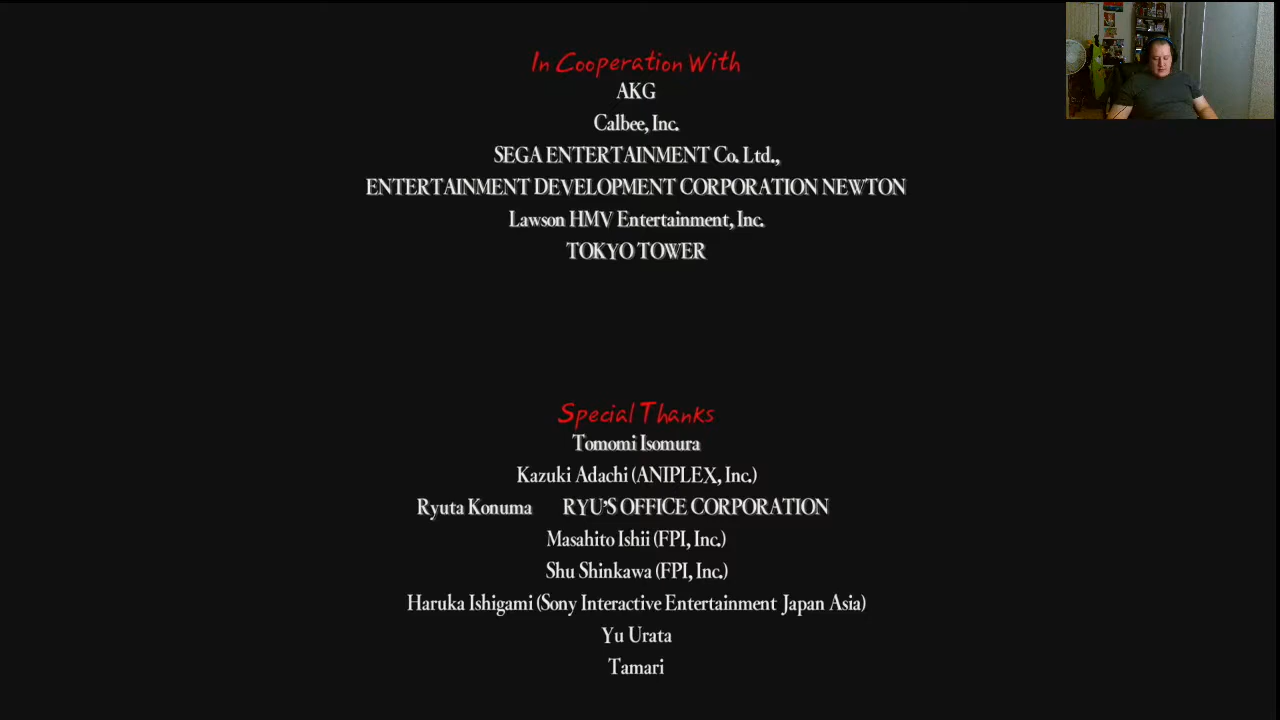 In Cooperation With
AKG
Calbee, Inc.
SEGA ENTERTAINMENT Co. Ltd.,
ENTERTAINMENT DEVELOPMENT CORPORATION NEWTON
Lawson HMV Entertainment, Inc.
TOKYO TOWER
Special Thanks
Tomomi Isomura
Kazuki Adachi (ANIPLEX, Inc.)
Ryuta Konuma RYU'S OFFICE CORPORATION
Masahito Ishii (FPI, Inc.)
Shu Shinkawa (FPI, Inc.)
Haruka Ishigami (Sony Interactive Entertainment Japan Asia)
Yu Urata
Tamari